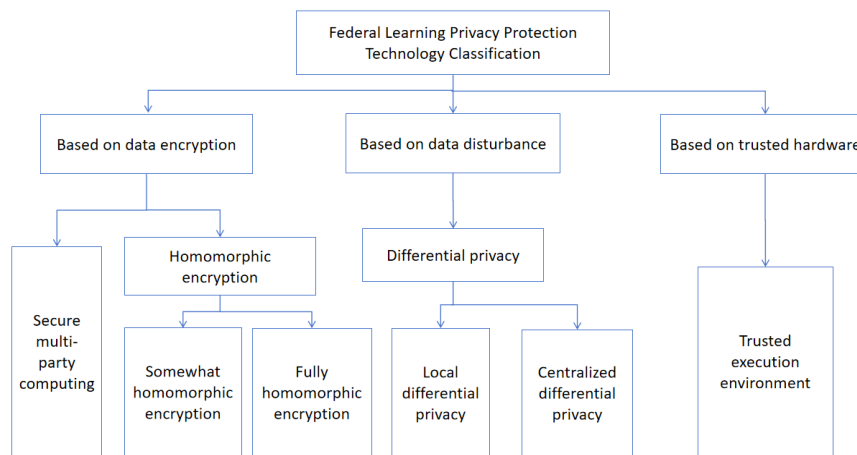 Federal Learning Privacy Protection
Technology Classification
Based on data encryption
Based on data disturbance
Based on trusted hardware
Homomorphic
encryption
Differential privacy
Secure
multi-
party
computing
Somewhat
homomorphic
encryption
Fully
homomorphic
encryption
Local
differential
privacy
Centralized
differential
privacy
Trusted
execution
environment